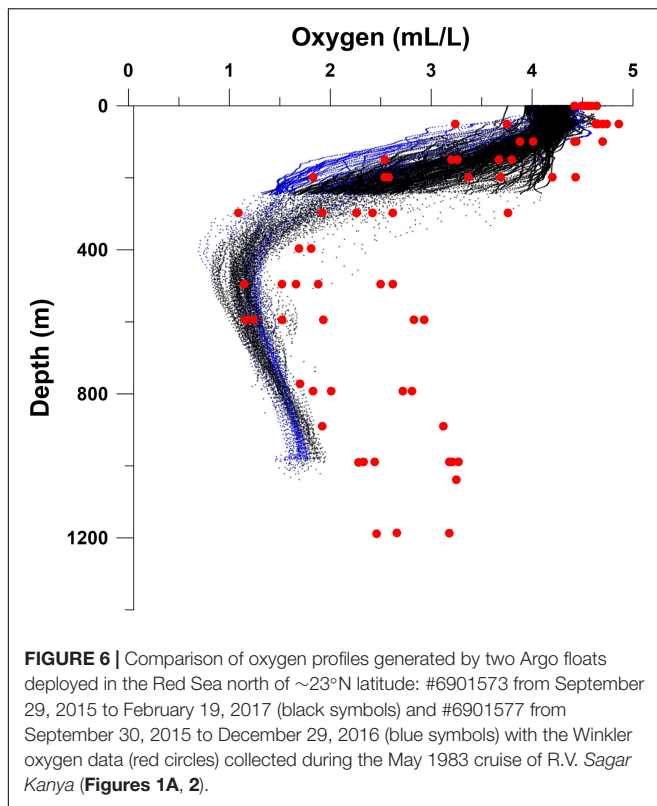 Oxygen (mL/L)
0 1 2 3 4 5
0
400
800
1200
Depth (m)
FIGURE 6 | Comparison of oxygen profiles generated by two Argo floats
deployed in the Red Sea north of ~23°N latitude: #6901573 from September
29, 2015 to February 19, 2017 (black symbols) and #6901577 from
September 30, 2015 to December 29, 2016 (blue symbols) with the Winkler
oxygen data (red circles) collected during the May 1983 cruise of R.V. Sagar
Kanya (Figures 1A, 2).